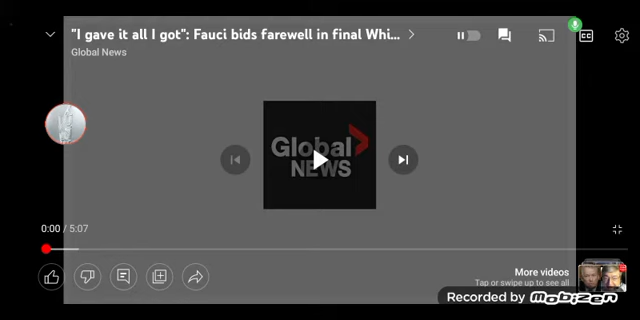 "I gave it all I got": Fauci bids farewell in final Whi...
Global News
CC
Global
NEWS
0:00 / 5:07
More videos
Tap or swipe up to see all
Recorded by MOBIZEN